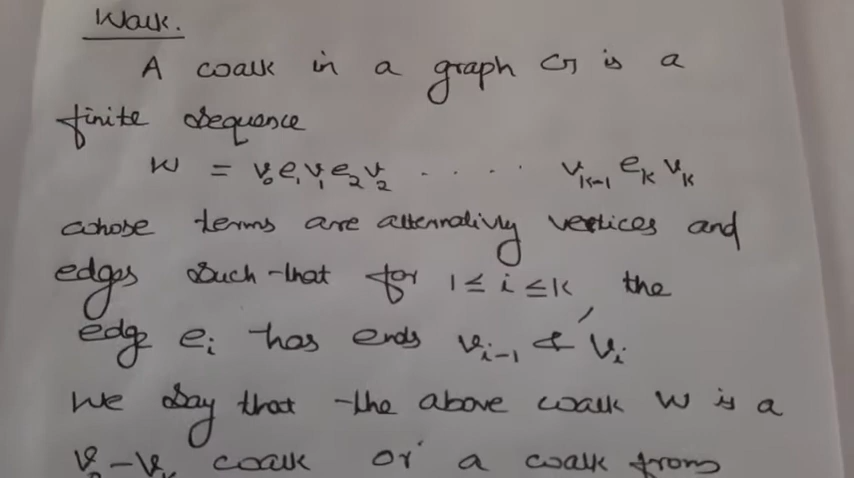 Walk.
A walk in a graph G is a
finite sequence
W = v₀e₁v₁e₂v₂ . . . . . vₖ₋₁ eₖ vₖ
whose terms are alternativly vertices and
edges such that for 1 ≤ i ≤ k the
edge eᵢ has ends vᵢ₋₁ & vᵢ
We say that the above walk W is a
v₀ - vₖ walk or a walk from